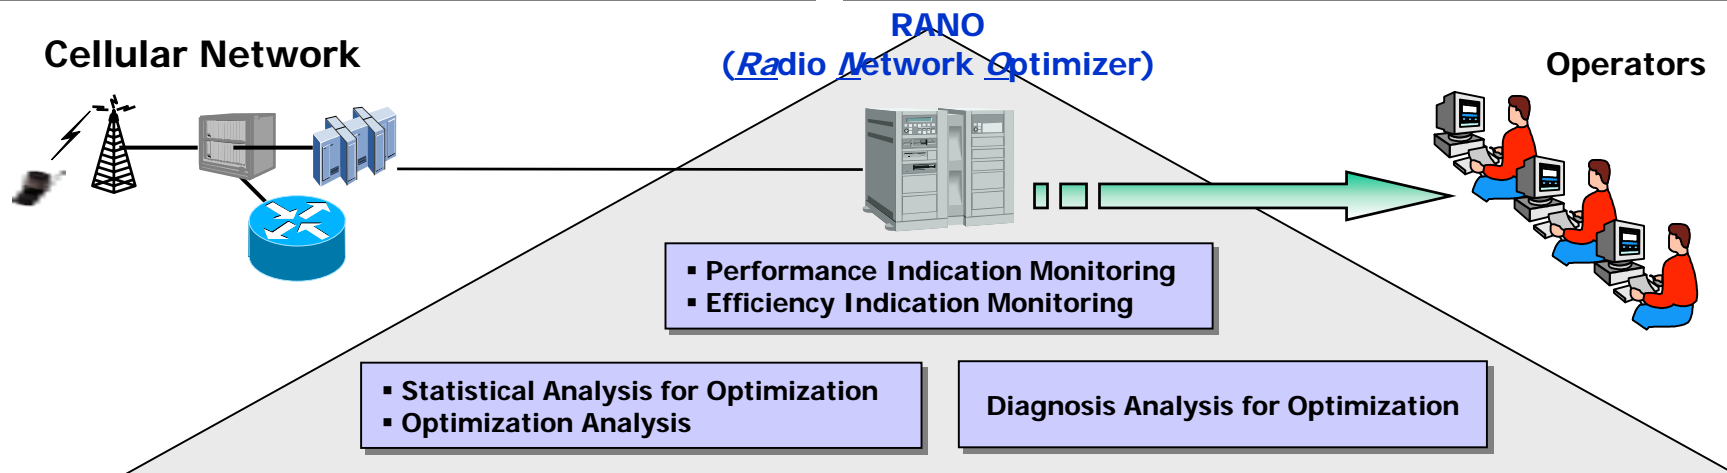 Cellular Network
RANO
(Radio Network Optimizer)
Operators
▪ Performance Indication Monitoring
▪ Efficiency Indication Monitoring
▪ Statistical Analysis for Optimization
▪ Optimization Analysis
Diagnosis Analysis for Optimization